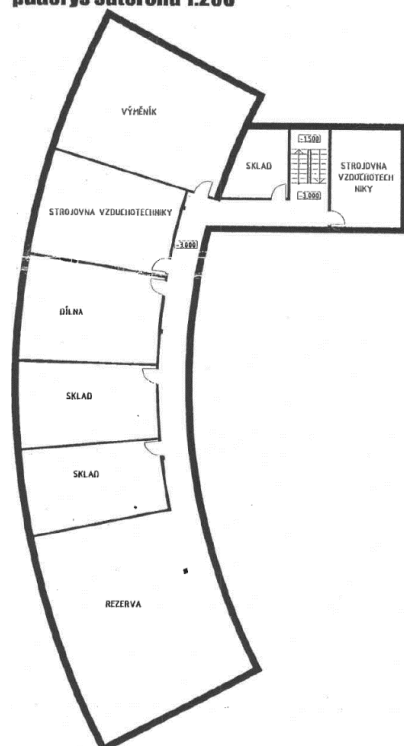 půdorys suterénu 1:200
VÝMĚNÍK
-1.500
SKLAD
STROJOVNA
VZDUCHOTECH
NIKY
-3.000
STROJOVNA VZDUCHOTECHNIKY
-3.000
DÍLNA
SKLAD
SKLAD
REZERVA